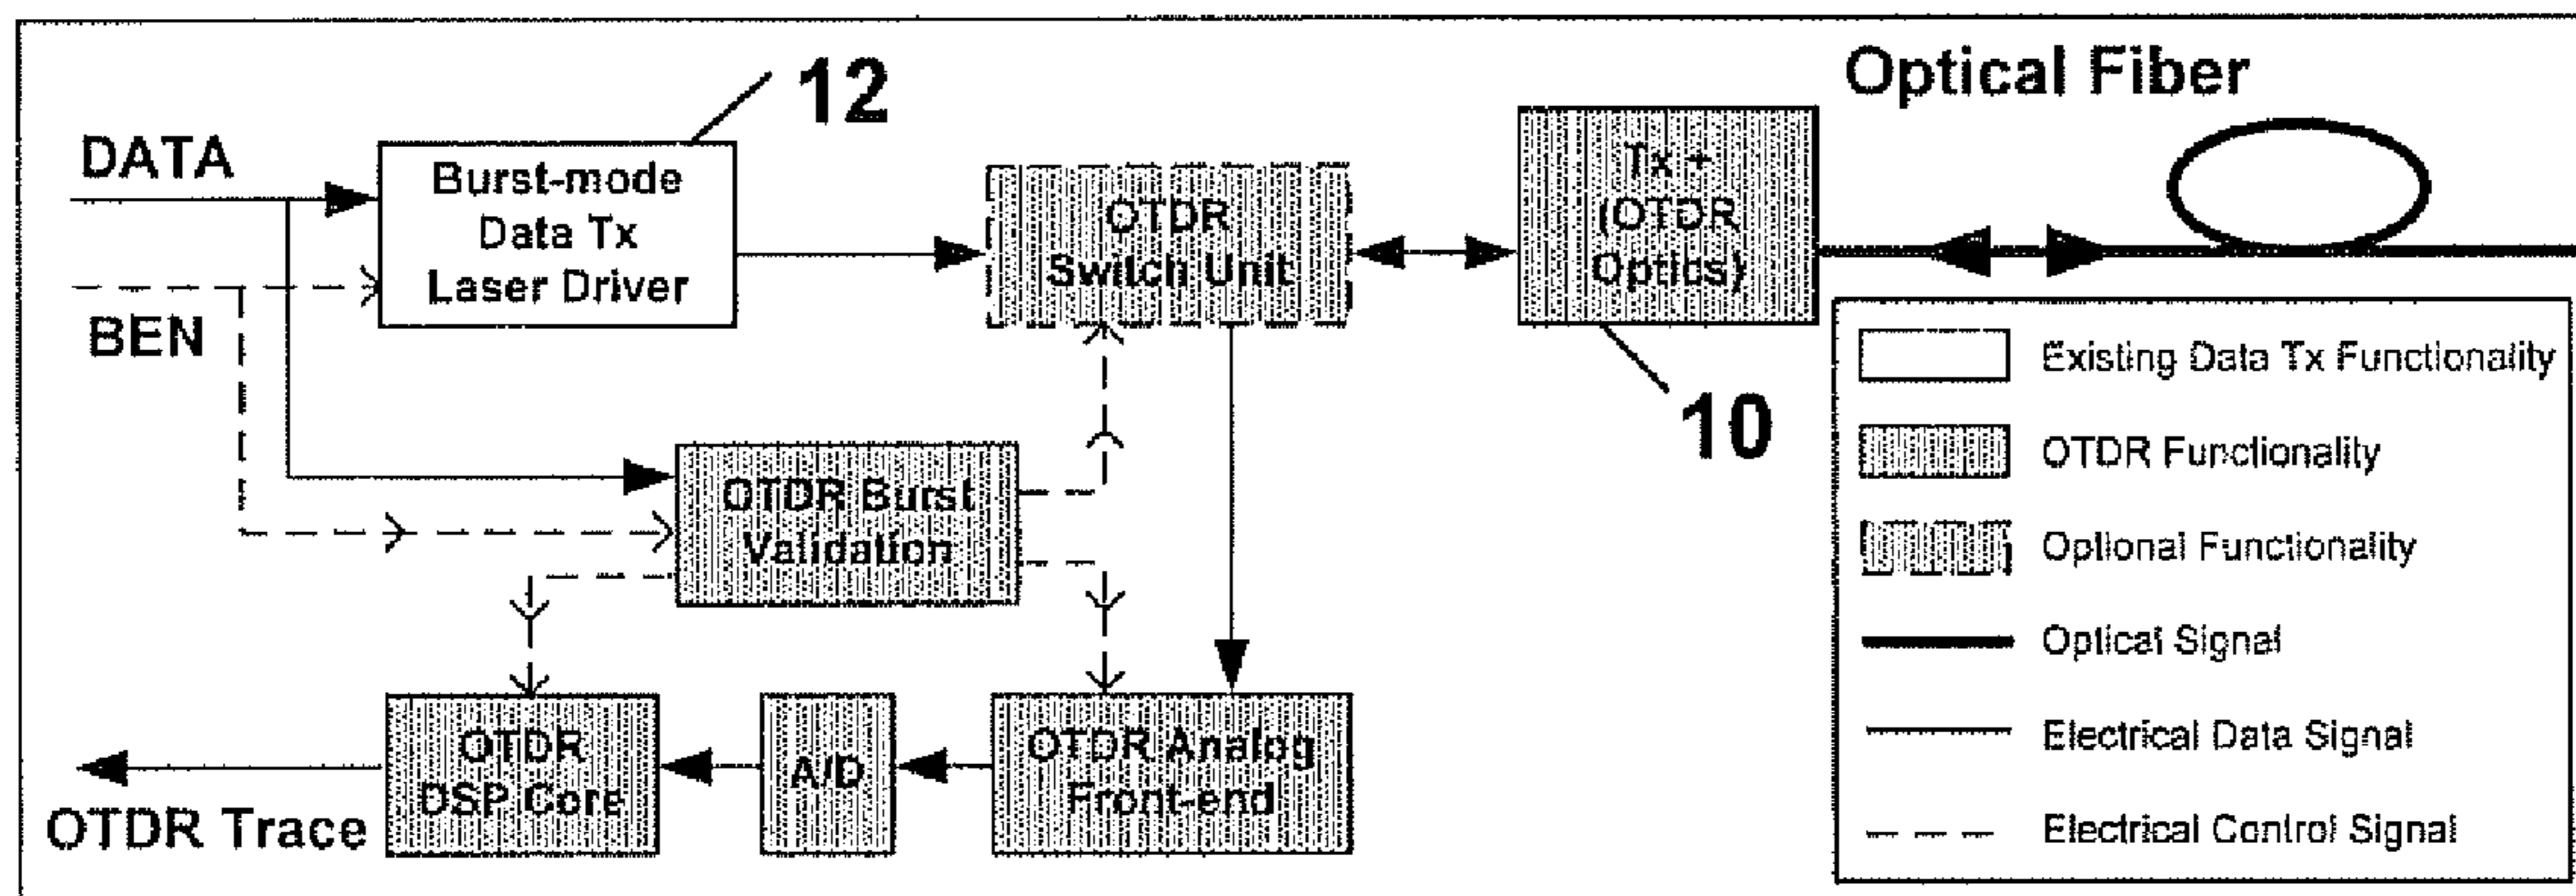 12
Optical Fiber
DATA
Burst-mode
Data Tx
Laser Driver
BEN
OTDR
Switch Unit
Tx +
(OTDR
Optics)
10
OTDR Burst
Validation
OTDR Trace
OTDR
DSP Core
A/D
OTDR Analog
Front-end
Existing Data Tx Functionality
OTDR Functionality
Optional Functionality
Optical Signal
Electrical Data Signal
Electrical Control Signal